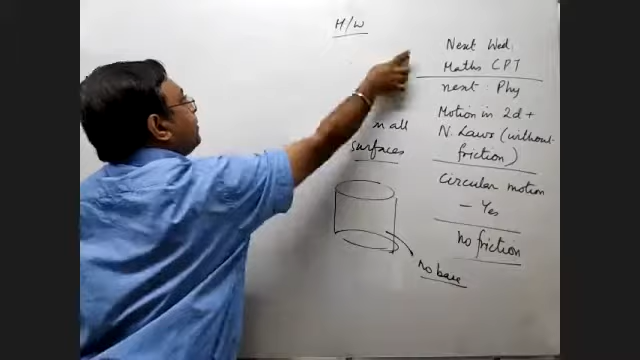 H/W
n all
surfaces
no base
Next Wed.
Maths CPT
next : Phy
Motion in 2d +
N. Laws (without
friction)
Circular motion
- Yes
No friction